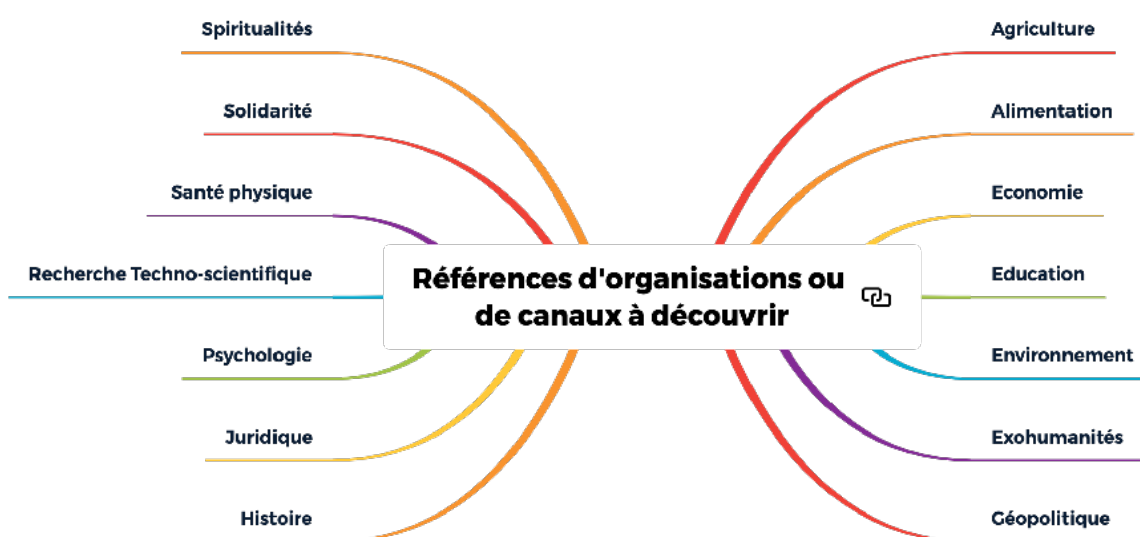 Spiritualités
Solidarité
Santé physique
Recherche Techno-scientifique
Psychologie
Juridique
Histoire
Références d'organisations ou
de canaux à découvrir
Agriculture
Alimentation
Economie
Education
Environnement
Exohumanités
Géopolitique